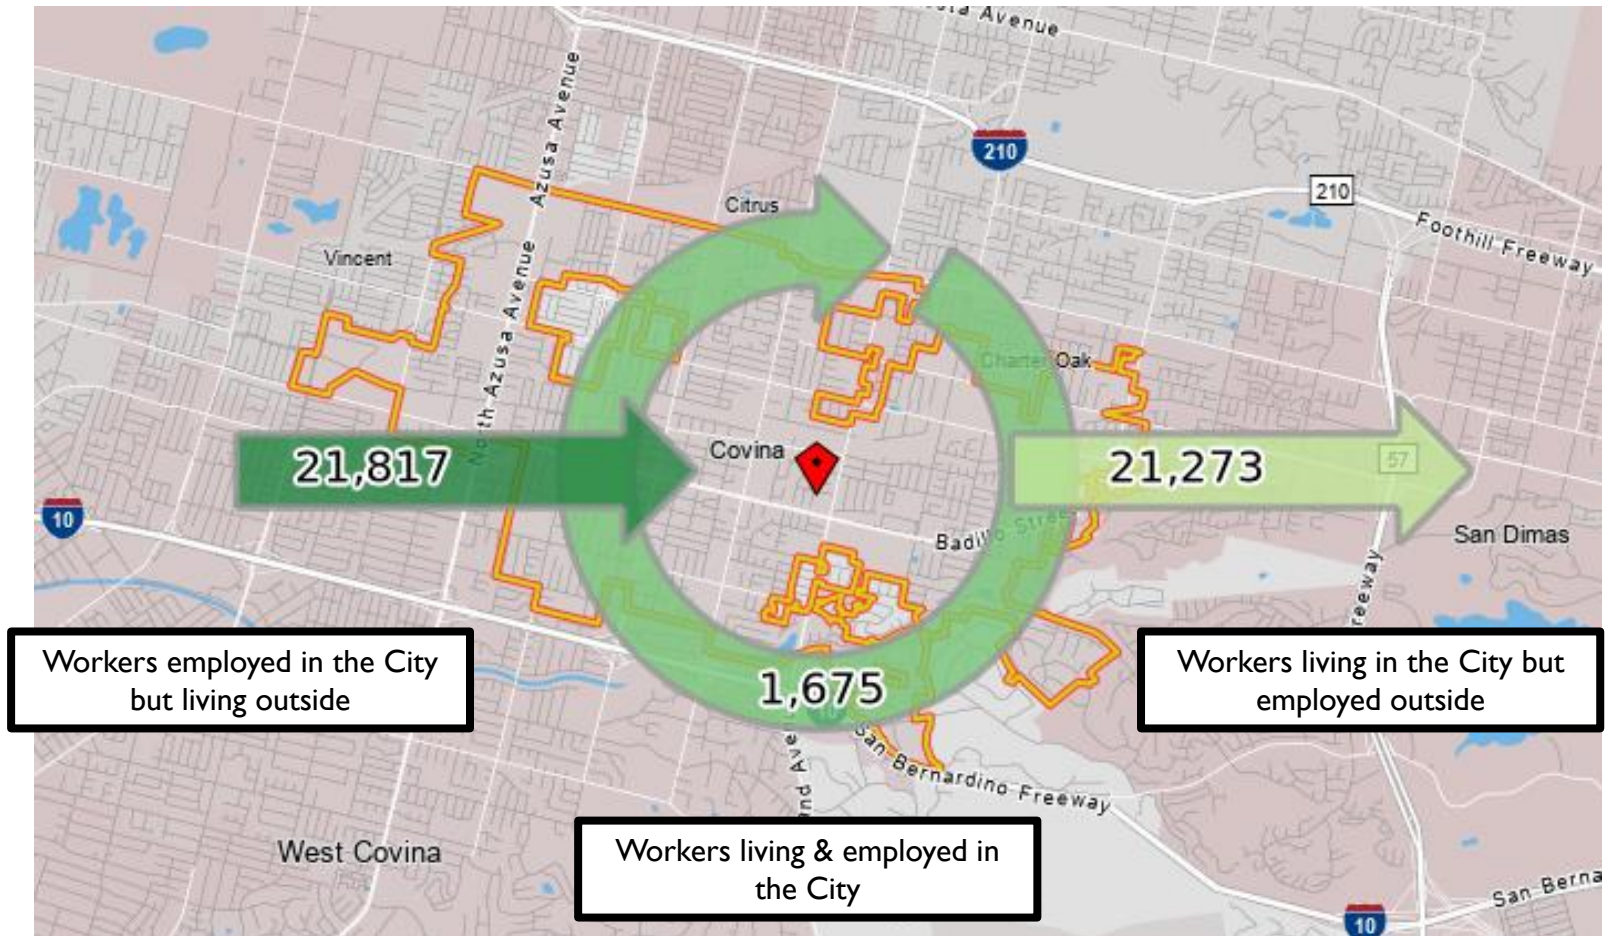 Avenue
Azusa Avenue
210
210
Citrus
Foothill Freeway
Vincent
North Azusa Avenue
Charter Oak
Covina
21,817
21,273
57
10
Badillo Street
San Dimas
Workers employed in the City
but living outside
1,675
Workers living in the City but
employed outside
San Bernardino Freeway
West Covina
Workers living & employed in
the City
San Berna
10